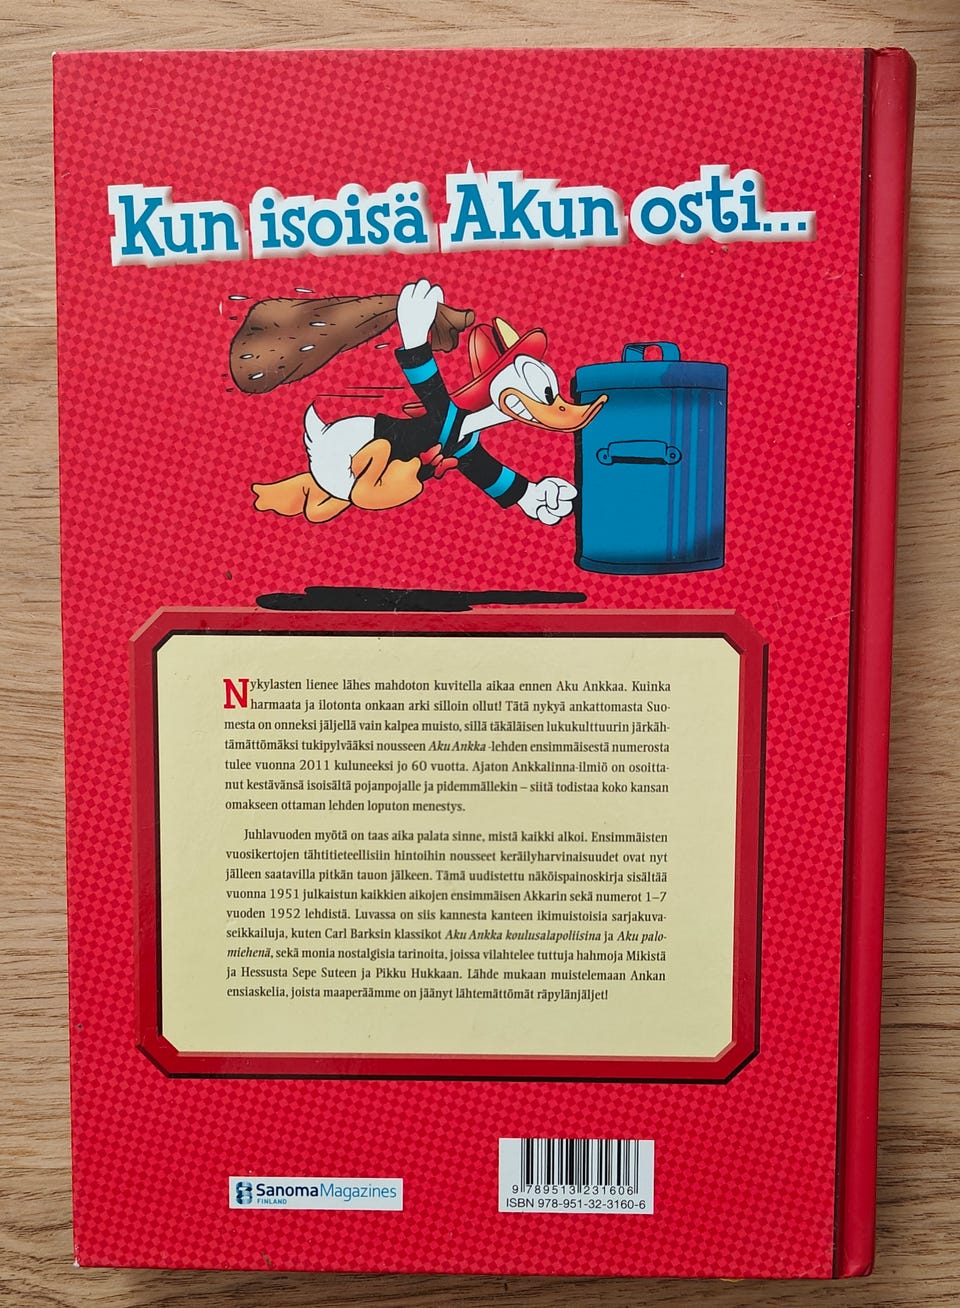 Kun isoisä Akun osti...
Nykylasten lienee lähes mahdoton kuvitella aikaa ennen Aku Ankkaa. Kuinka
harmaata ja ilotonta onkaan arki silloin ollut! Tätä nykyä ankattomasta Suo-
mesta on onneksi jäljellä vain kalpea muisto, sillä täkäläisen lukukulttuurin järkäh-
tämättömäksi tukipylvääksi nousseen Aku Ankka -lehden ensimmäisestä numerosta
tulee vuonna 2011 kuluneeksi jo 60 vuotta. Ajaton Ankkalinna-ilmiö on osoitta-
nut kestävänsä isoisältä pojanpojalle ja pidemmällekin – siitä todistaa koko kansan
omakseen ottaman lehden loputon menestys.
Juhlavuoden myötä on taas aika palata sinne, mistä kaikki alkoi. Ensimmäisten
vuosikertojen tähtitieteellisiin hintoihin nousseet keräilyharvinaisuudet ovat nyt
jälleen saatavilla pitkän tauon jälkeen. Tämä uudistettu näköispainoskirja sisältää
vuonna 1951 julkaistun kaikkien aikojen ensimmäisen Akkarin sekä numerot 1–7
vuoden 1952 lehdistä. Luvassa on siis kannesta kanteen ikimuistoisia sarjakuva-
seikkailuja, kuten Carl Barksin klassikot Aku Ankka koulusalapoliisina ja Aku palo-
miehenä, sekä monia nostalgisia tarinoita, joissa vilahtelee tuttuja hahmoja Mikistä
ja Hessusta Sepe Suteen ja Pikku Hukkaan. Lähde mukaan muistelemaan Ankan
ensiaskelia, joista maaperäämme on jäänyt lähtemättömät räpylänjäljet!
SanomaMagazines
FINLAND
9 789513 231606
ISBN 978-951-32-3160-6